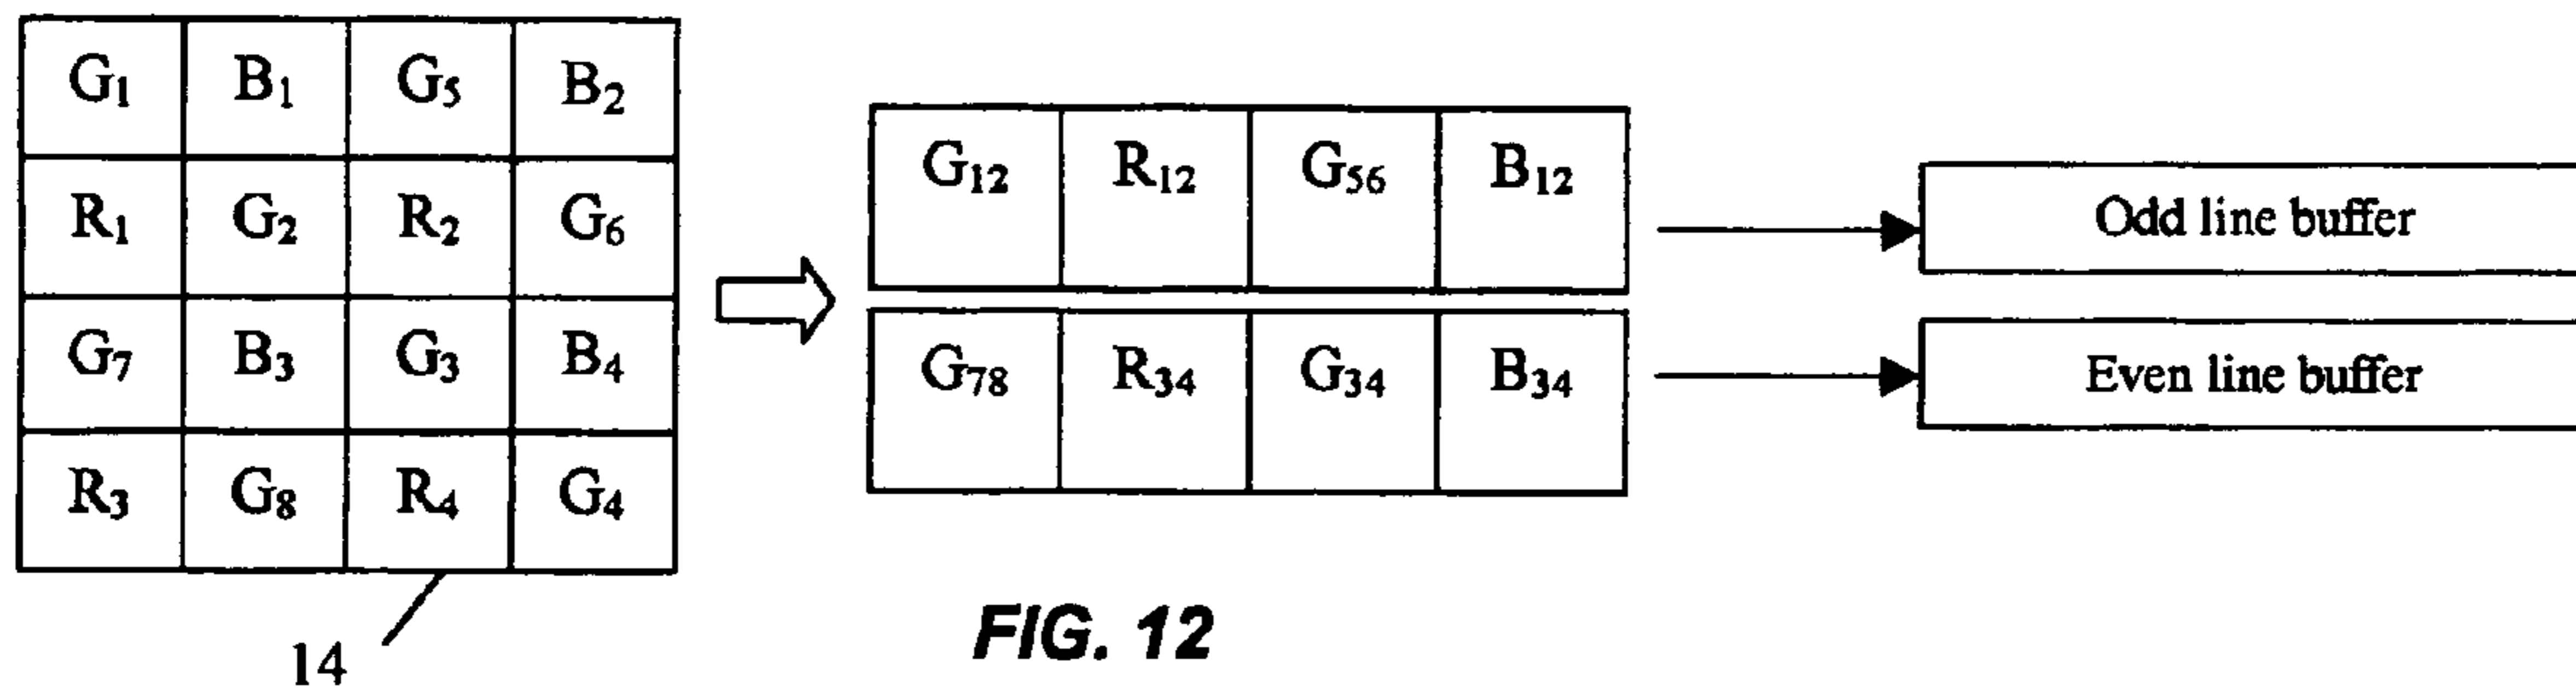 G₁ B₁ G₅ B₂
R₁ G₂ R₂ G₆
G₇ B₃ G₃ B₄
R₃ G₈ R₄ G₄
14
G₁₂ R₁₂ G₅₆ B₁₂
G₇₈ R₃₄ G₃₄ B₃₄
Odd line buffer
Even line buffer
FIG. 12